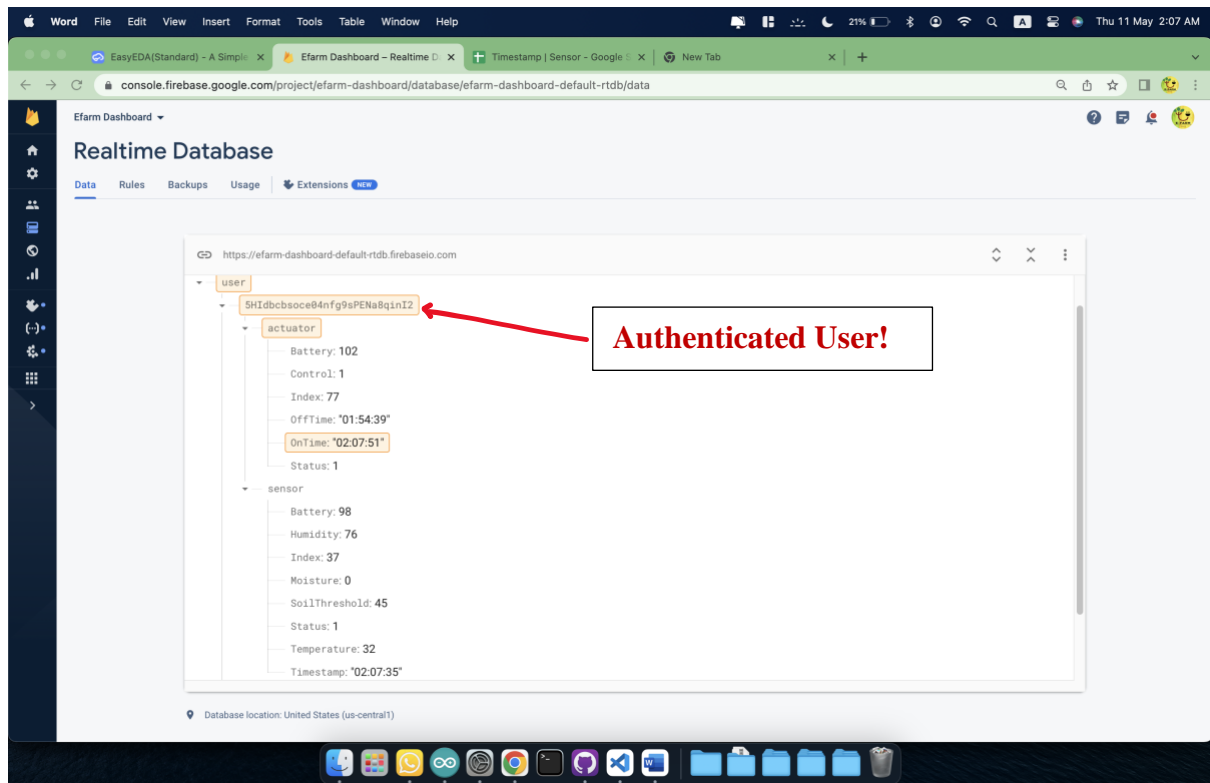 Word File Edit View Insert Format Tools Table Window Help 21% A Thu 11 May 2:07 AM
EasyEDA(Standard) - A Simple Efarm Dashboard – Realtime D Timestamp | Sensor - Google S New Tab
console.firebase.google.com/project/efarm-dashboard/database/efarm-dashboard-default-rtdb/data
Efarm Dashboard
Realtime Database
Data Rules Backups Usage Extensions NEW
https://efarm-dashboard-default-rtdb.firebaseio.com
user
5HIdbcbsoce04nfg9sPENa8qinI2
Authenticated User!
actuator
Battery: 102
Control: 1
Index: 77
OffTime: "01:54:39"
OnTime: "02:07:51"
Status: 1
sensor
Battery: 98
Humidity: 76
Index: 37
Moisture: 0
SoilThreshold: 45
Status: 1
Temperature: 32
Timestamp: "02:07:35"
Database location: United States (us-central1)